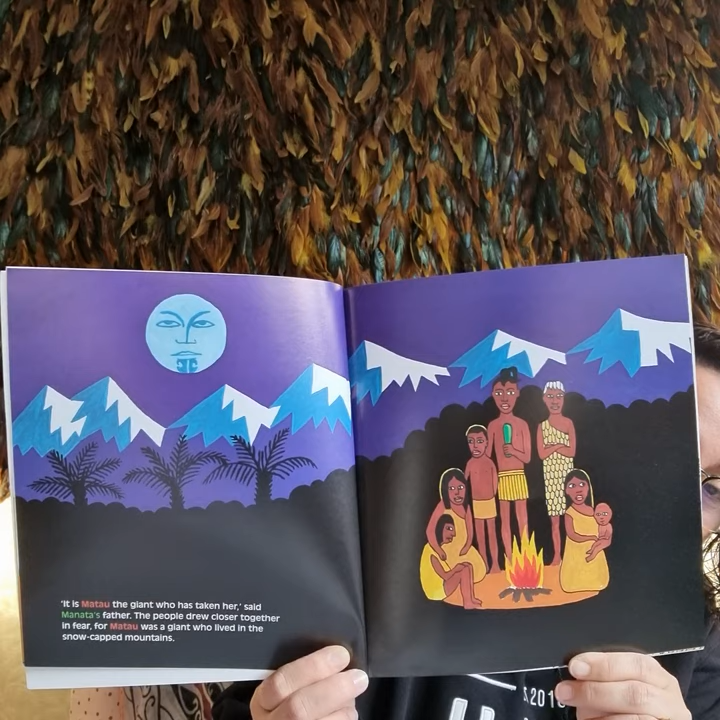 'It is Matau the giant who has taken her,' said
Manata's father. The people drew closer together
in fear, for Matau was a giant who lived in the
snow-capped mountains.
2018